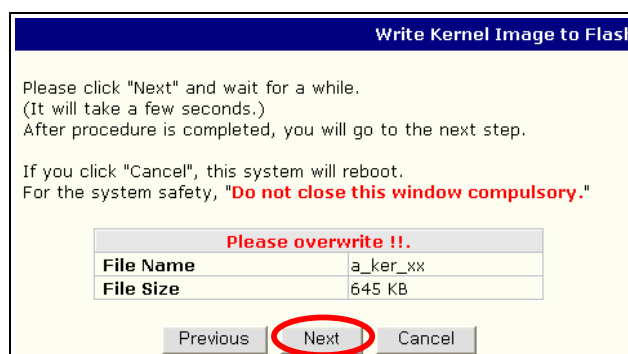 Write Kernel Image to Flash
Please click "Next" and wait for a while.
(It will take a few seconds.)
After procedure is completed, you will go to the next step.
If you click "Cancel", this system will reboot.
For the system safety, "Do not close this window compulsory."
Please overwrite !!.
File Name a_ker_xx
File Size 645 KB
Previous Next Cancel